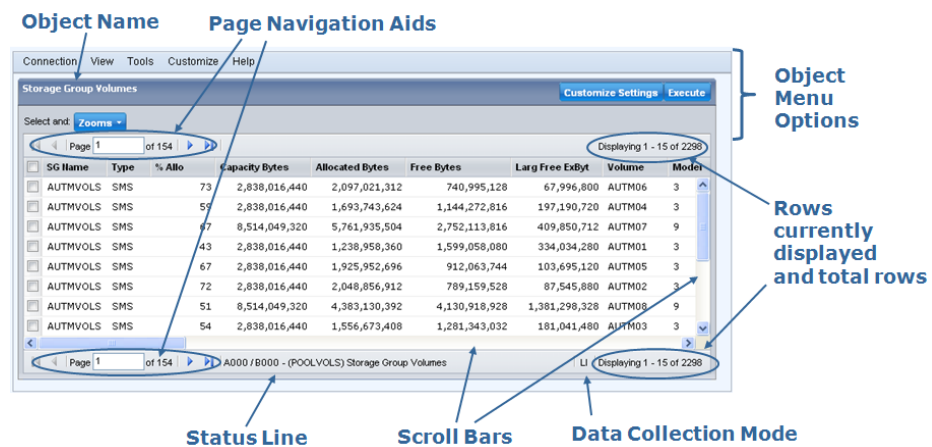 Object Name
Page Navigation Aids
Connection View Tools Customize Help
Object
Menu
Options
Storage Group Volumes
Customize Settings Execute
Select and: Zooms
Page 1 of 154
Displaying 1 - 15 of 2298
SG Name Type % Allo Capacity Bytes Allocated Bytes Free Bytes Larg Free ExByt Volume Model
AUTMVOLS SMS 73 2,838,016,440 2,097,021,312 740,995,128 67,996,800 AUTM06 3
AUTMVOLS SMS 59 2,838,016,440 1,693,743,624 1,144,272,816 197,190,720 AUTM04 3
AUTMVOLS SMS 67 8,514,049,320 5,761,935,504 2,752,113,816 409,850,712 AUTM07 9
AUTMVOLS SMS 43 2,838,016,440 1,238,958,360 1,599,058,080 334,034,280 AUTM01 3
AUTMVOLS SMS 67 2,838,016,440 1,925,952,696 912,063,744 103,695,120 AUTM05 3
AUTMVOLS SMS 72 2,838,016,440 2,048,856,912 789,159,528 87,545,880 AUTM02 3
AUTMVOLS SMS 51 8,514,049,320 4,383,130,392 4,130,918,928 1,381,298,328 AUTM08 9
AUTMVOLS SMS 54 2,838,016,440 1,556,673,408 1,281,343,032 181,041,480 AUTM03 3
Rows
currently
displayed
and total rows
Page 1 of 154 A000 / B000 - (POOLVOLS) Storage Group Volumes LI Displaying 1 - 15 of 2298
Status Line
Scroll Bars
Data Collection Mode